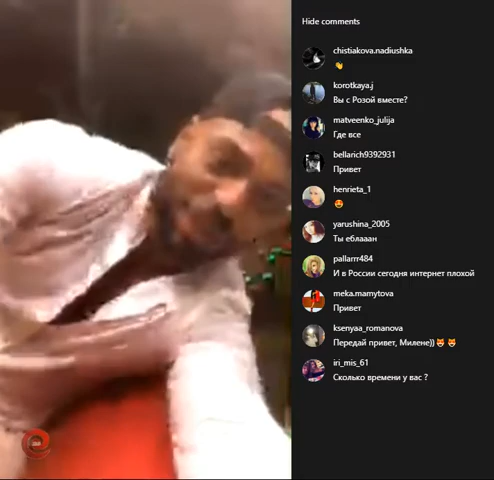 Hide comments
chistiakova.nadiushka
👏
korotkaya.j
Вы с Розой вместе?
matveenko_julija
Где все
bellarich9392931
Привет
henrieta_1
😍
yarushina_2005
Ты еблааан
pallarrr484
И в России сегодня интернет плохой
meka.mamytova
Привет
ksenyaa_romanova
Передай привет, Милене))😻😻
iri_mis_61
Сколько времени у вас ?